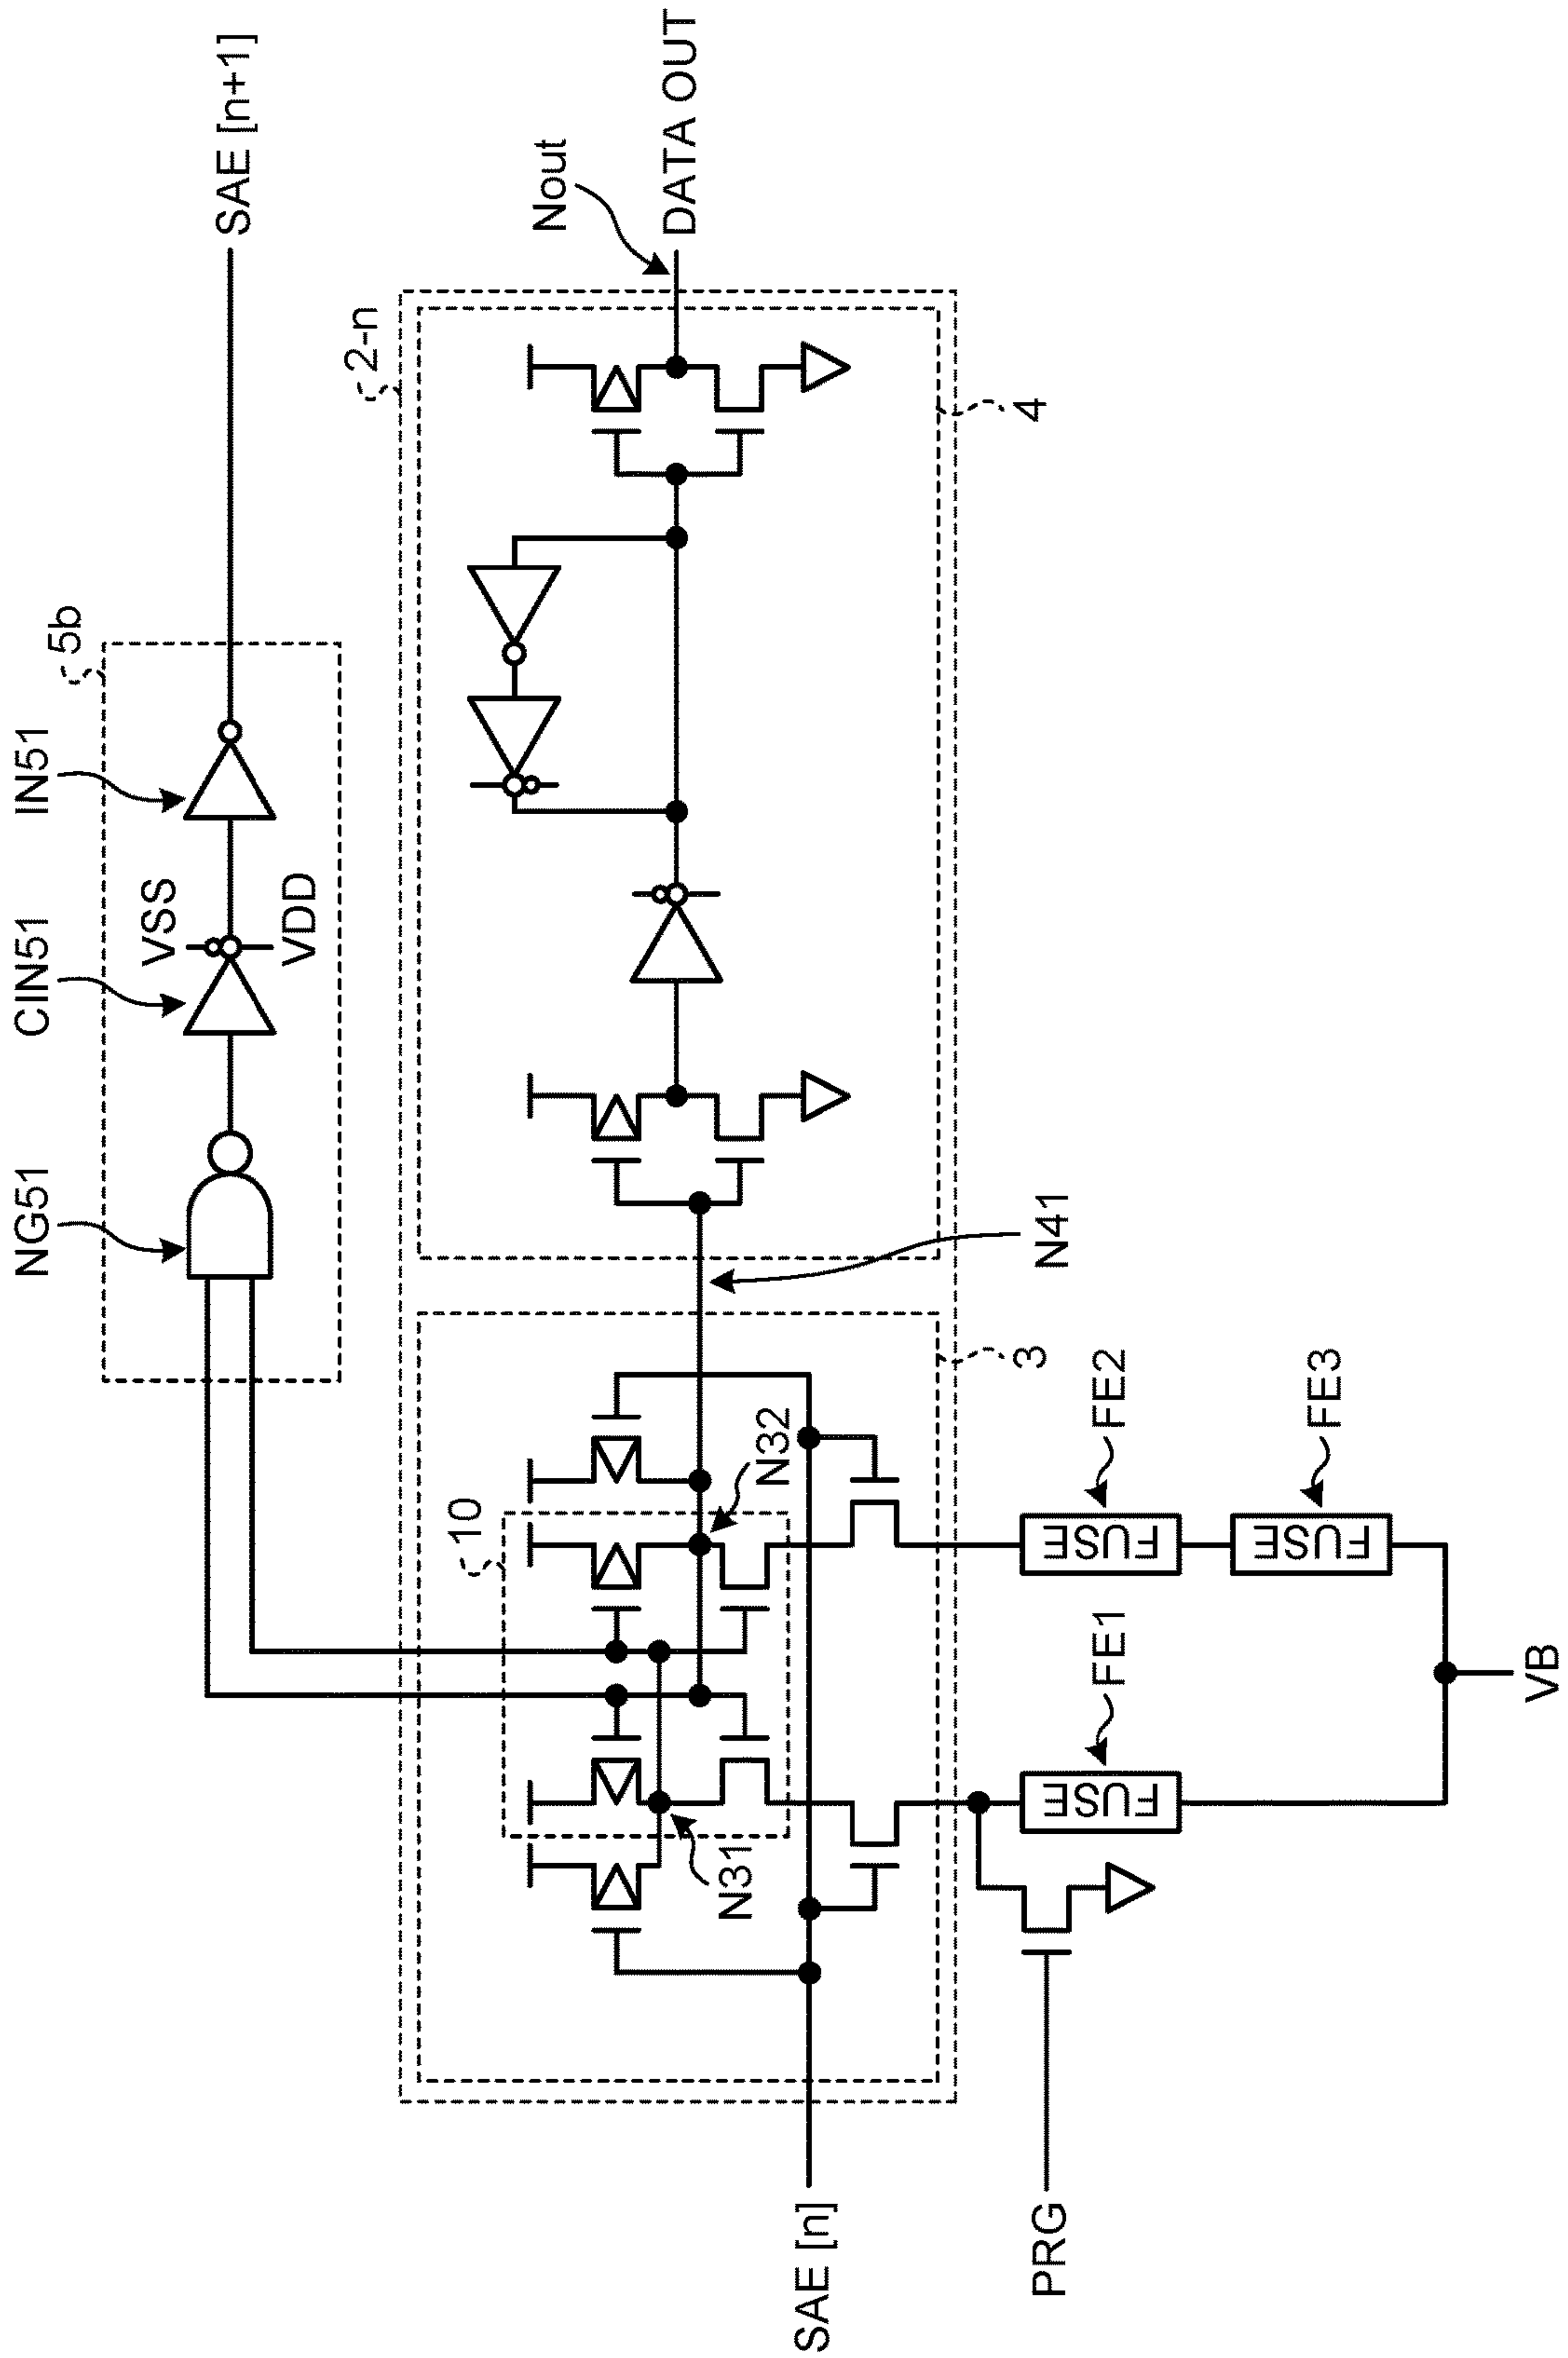 NG51
CIN51
IN51
5b
VSS
VDD
SAE [n+1]
2-n
Nout
DATA OUT
10
N31
N32
N41
3
4
SAE [n]
PRG
FE1
FUSE
FE2
FUSE
FE3
FUSE
VB